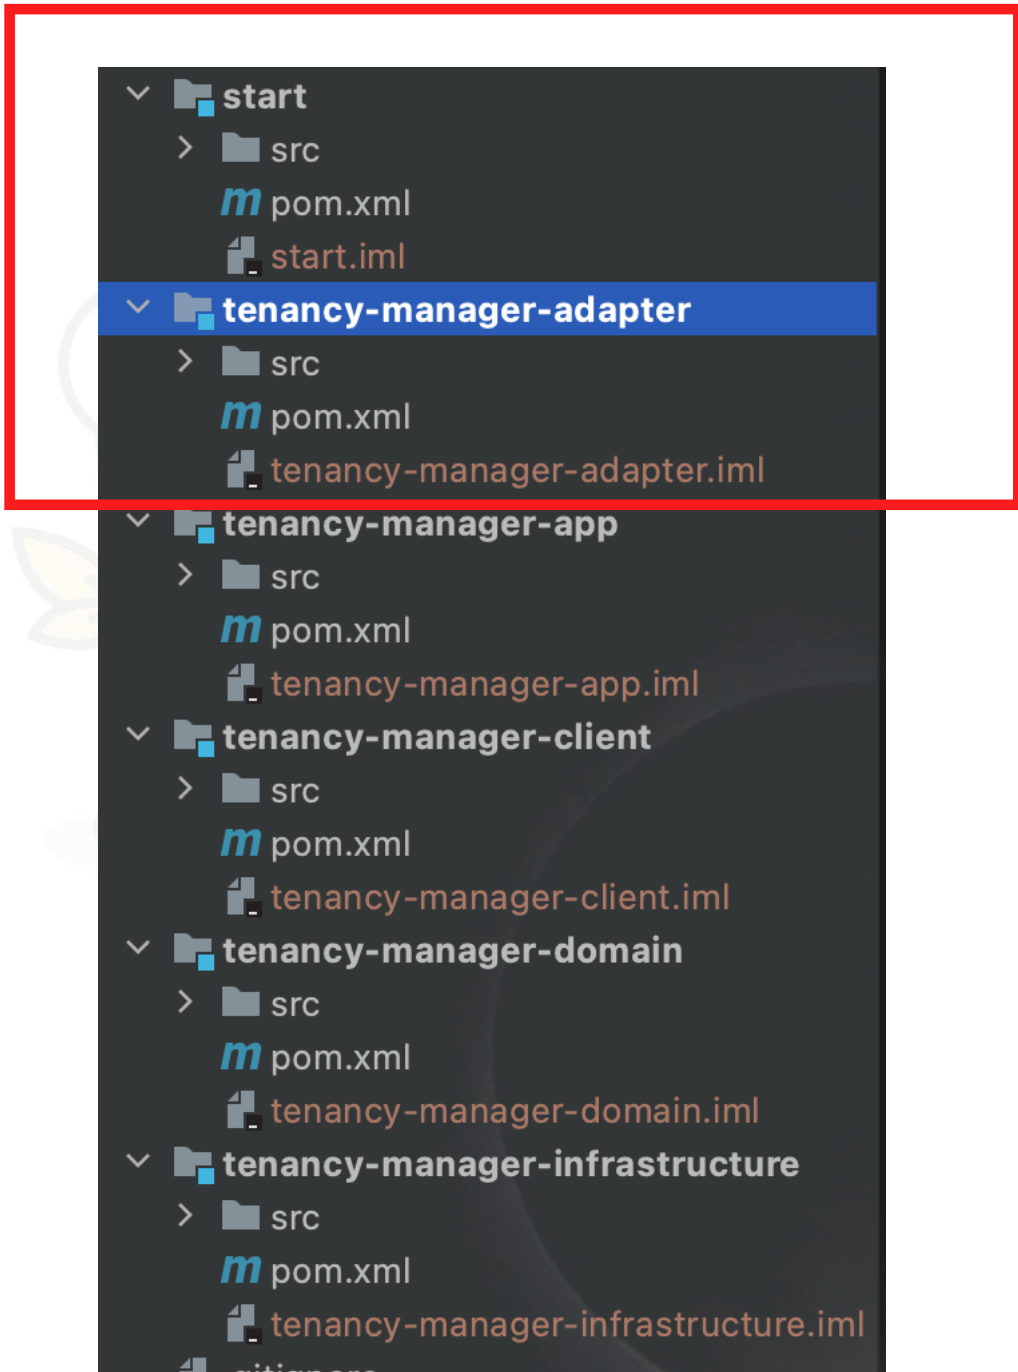 start
src
m pom.xml
start.iml
tenancy-manager-adapter
src
m pom.xml
tenancy-manager-adapter.iml
tenancy-manager-app
src
m pom.xml
tenancy-manager-app.iml
tenancy-manager-client
src
m pom.xml
tenancy-manager-client.iml
tenancy-manager-domain
src
m pom.xml
tenancy-manager-domain.iml
tenancy-manager-infrastructure
src
m pom.xml
tenancy-manager-infrastructure.iml
.gitignore